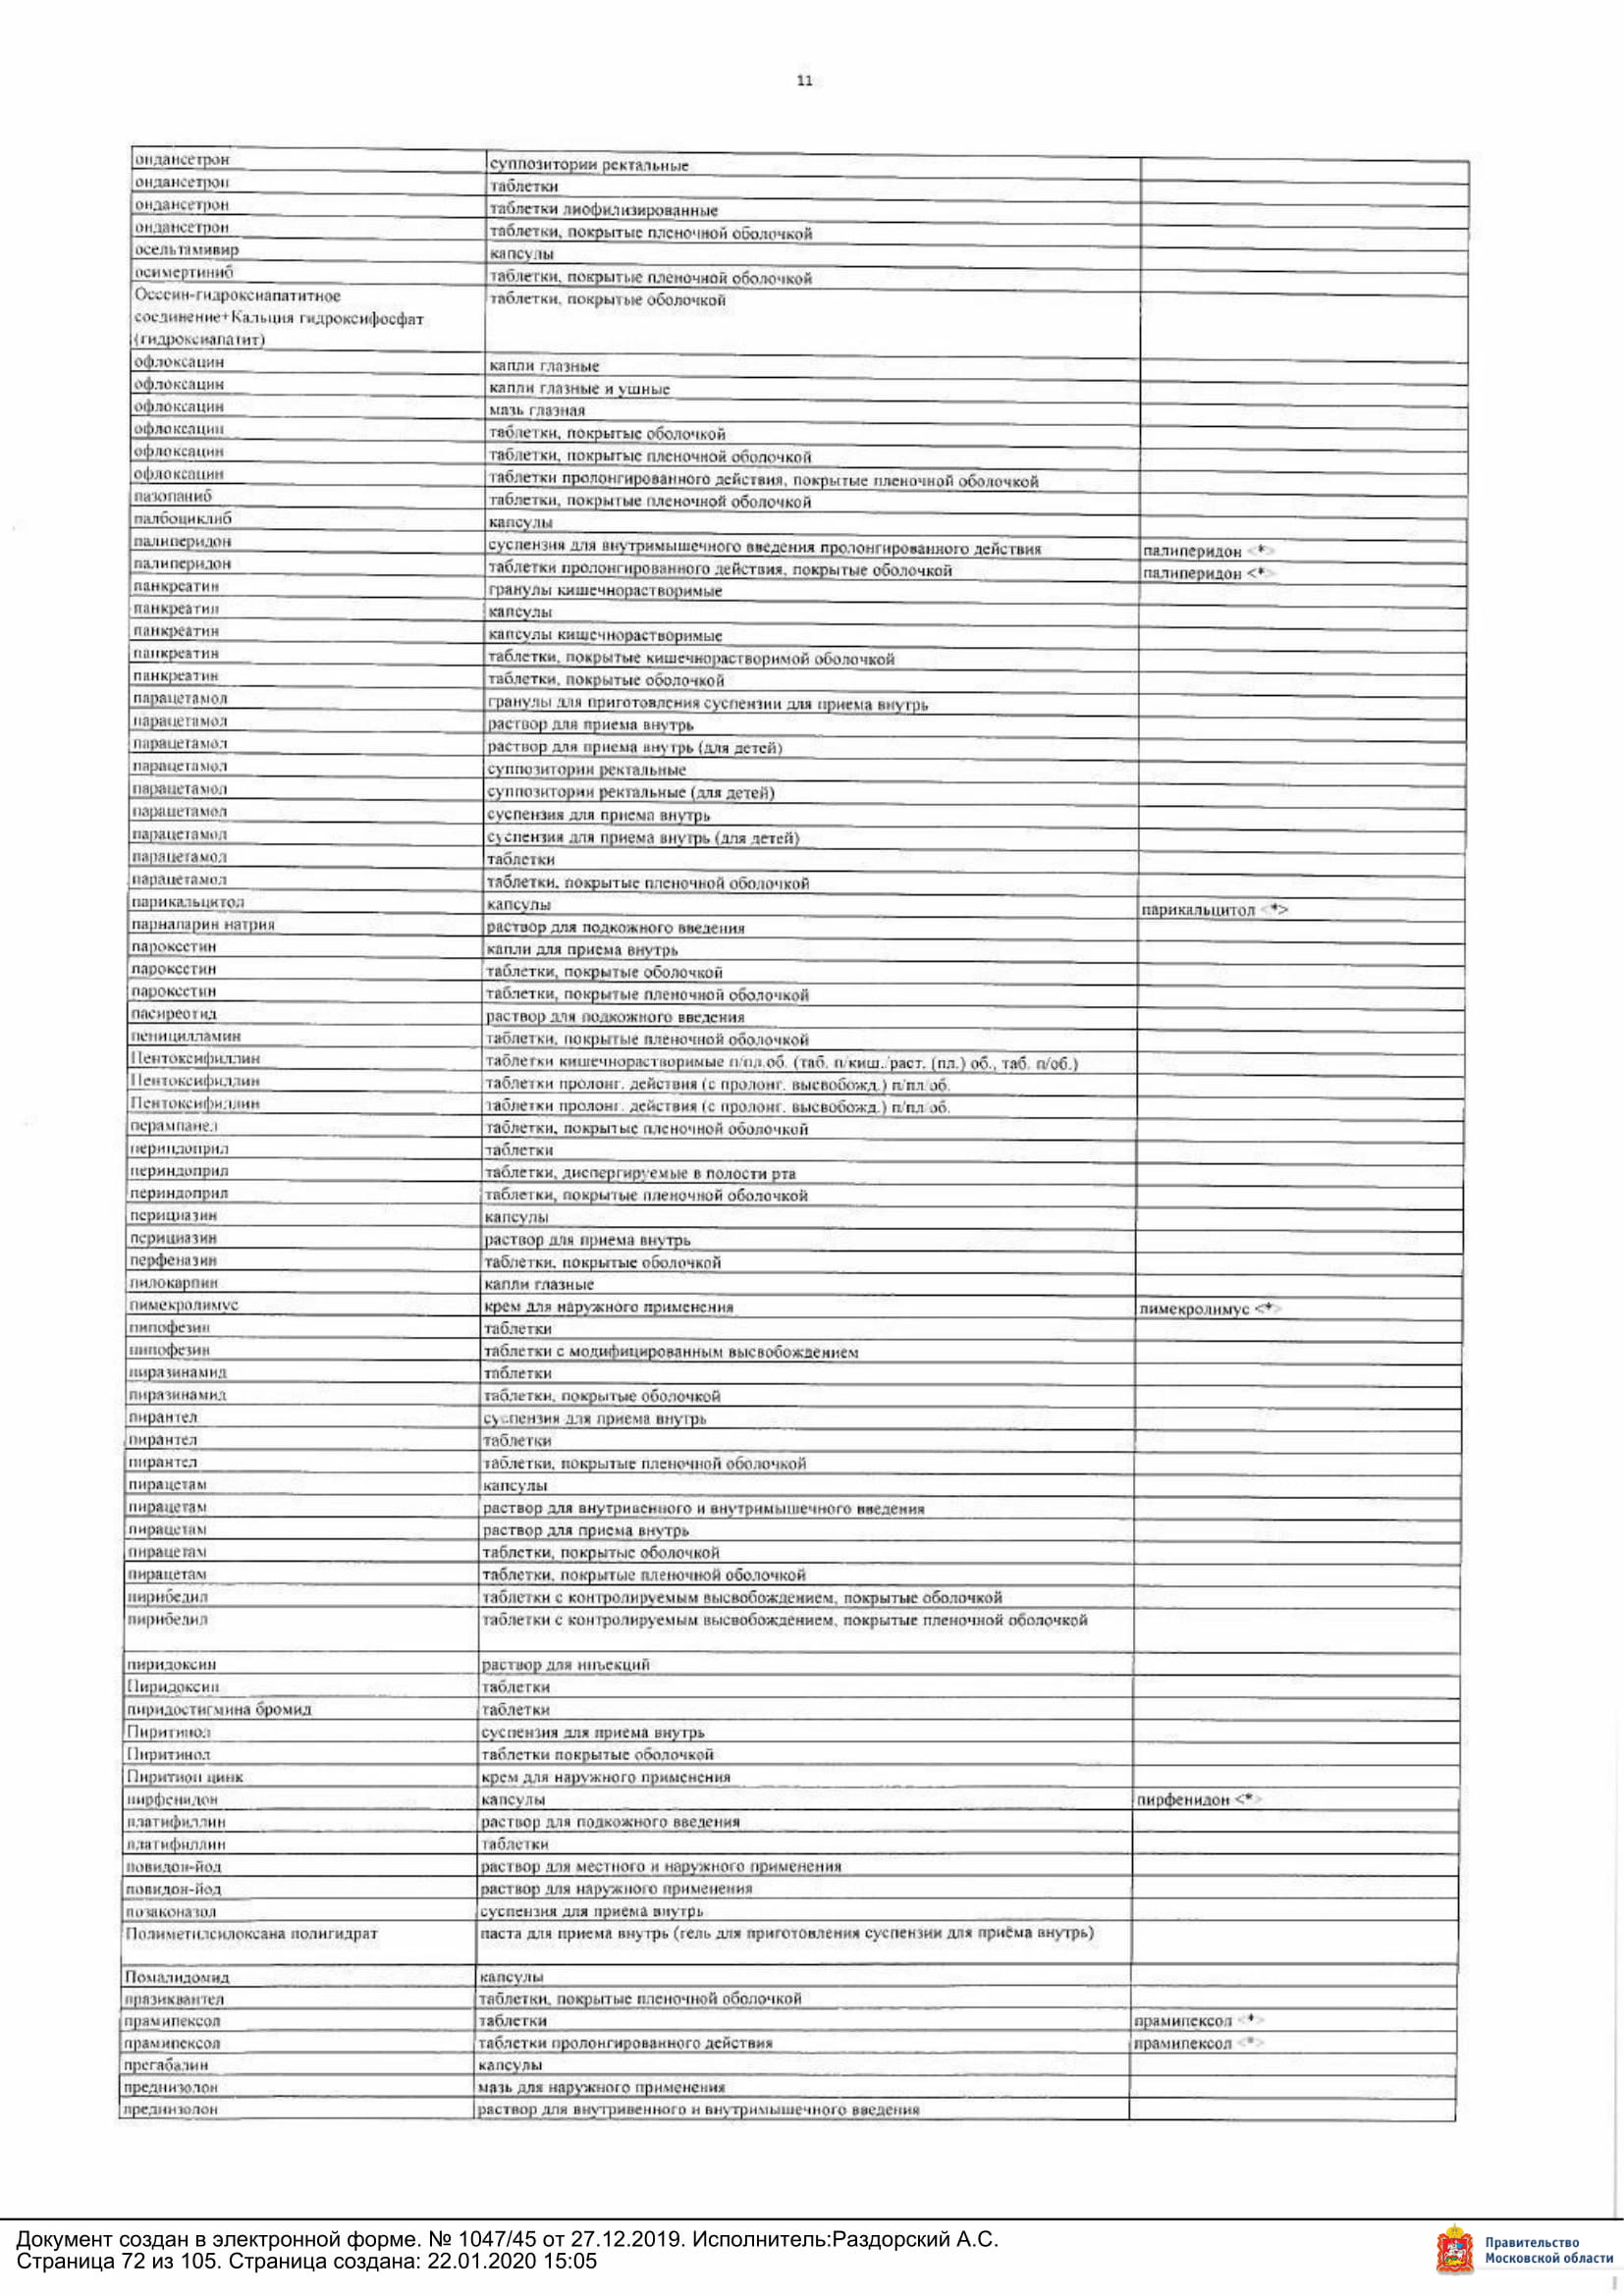 11
ондансетрон суппозитории ректальные
ондансетрон таблетки
ондансетрон таблетки лиофилизированные
ондансетрон таблетки, покрытые пленочной оболочкой
осельтамивир капсулы
осимертиниб таблетки, покрытые пленочной оболочкой
Оссеин-гидроксиапатитное таблетки, покрытые оболочкой
соединение+Кальция гидроксифосфат
(гидроксиапатит)
офлоксацин капли глазные
офлоксацин капли глазные и ушные
офлоксацин мазь глазная
офлоксацин таблетки, покрытые оболочкой
офлоксацин таблетки, покрытые пленочной оболочкой
офлоксацин таблетки пролонгированного действия, покрытые пленочной оболочкой
пазопаниб таблетки, покрытые пленочной оболочкой
палбоциклиб капсулы
палиперидон суспензия для внутримышечного введения пролонгированного действия палиперидон <*>
палиперидон таблетки пролонгированного действия, покрытые оболочкой палиперидон <*>
панкреатин гранулы кишечнорастворимые
панкреатин капсулы
панкреатин капсулы кишечнорастворимые
панкреатин таблетки, покрытые кишечнорастворимой оболочкой
панкреатин таблетки, покрытые оболочкой
парацетамол гранулы для приготовления суспензии для приема внутрь
парацетамол раствор для приема внутрь
парацетамол раствор для приема внутрь (для детей)
парацетамол суппозитории ректальные
парацетамол суппозитории ректальные (для детей)
парацетамол суспензия для приема внутрь
парацетамол суспензия для приема внутрь (для детей)
парацетамол таблетки
парацетамол таблетки, покрытые пленочной оболочкой
парикальцитол капсулы парикальцитол <*>
парнапарин натрия раствор для подкожного введения
пароксетин капли для приема внутрь
пароксетин таблетки, покрытые оболочкой
пароксетин таблетки, покрытые пленочной оболочкой
пасиреотид раствор для подкожного введения
пеницилламин таблетки, покрытые пленочной оболочкой
Пентоксифиллин таблетки кишечнорастворимые п/пл.об. (таб. п/киш./раст. (пл.) об., таб. п/об.)
Пентоксифиллин таблетки пролонг. действия (с пролонг. высвобожд.) п/пл/об.
Пентоксифиллин таблетки пролонг. действия (с пролонг. высвобожд.) п/пл/об.
перампанел таблетки, покрытые пленочной оболочкой
периндоприл таблетки
периндоприл таблетки, диспергируемые в полости рта
периндоприл таблетки, покрытые пленочной оболочкой
перициазин капсулы
перициазин раствор для приема внутрь
перфеназин таблетки, покрытые оболочкой
пилокарпин капли глазные
пимекролимус крем для наружного применения пимекролимус <*>
пипофезин таблетки
пипофезин таблетки с модифицированным высвобождением
пиразинамид таблетки
пиразинамид таблетки, покрытые оболочкой
пирантел суспензия для приема внутрь
пирантел таблетки
пирантел таблетки, покрытые пленочной оболочкой
пирацетам капсулы
пирацетам раствор для внутривенного и внутримышечного введения
пирацетам раствор для приема внутрь
пирацетам таблетки, покрытые оболочкой
пирацетам таблетки, покрытые пленочной оболочкой
пирибедил таблетки с контролируемым высвобождением, покрытые оболочкой
пирибедил таблетки с контролируемым высвобождением, покрытые пленочной оболочкой
пиридоксин раствор для инъекций
Пиридоксин таблетки
пиридостигмина бромид таблетки
Пиритинол суспензия для приема внутрь
Пиритинол таблетки покрытые оболочкой
Пиритион цинк крем для наружного применения
пирфенидон капсулы пирфенидон <*>
платифиллин раствор для подкожного введения
платифиллин таблетки
повидон-йод раствор для местного и наружного применения
повидон-йод раствор для наружного применения
позаконазол суспензия для приема внутрь
Полиметилсилоксана полигидрат паста для приема внутрь (гель для приготовления суспензии для приёма внутрь)
Помалидомид капсулы
празиквантел таблетки, покрытые пленочной оболочкой
прамипексол таблетки прамипексол <*>
прамипексол таблетки пролонгированного действия прамипексол <*>
прегабалин капсулы
преднизолон мазь для наружного применения
преднизолон раствор для внутривенного и внутримышечного введения
Документ создан в электронной форме. № 1047/45 от 27.12.2019. Исполнитель:Раздорский А.С.
Страница 72 из 105. Страница создана: 22.01.2020 15:05
Правительство
Московской области